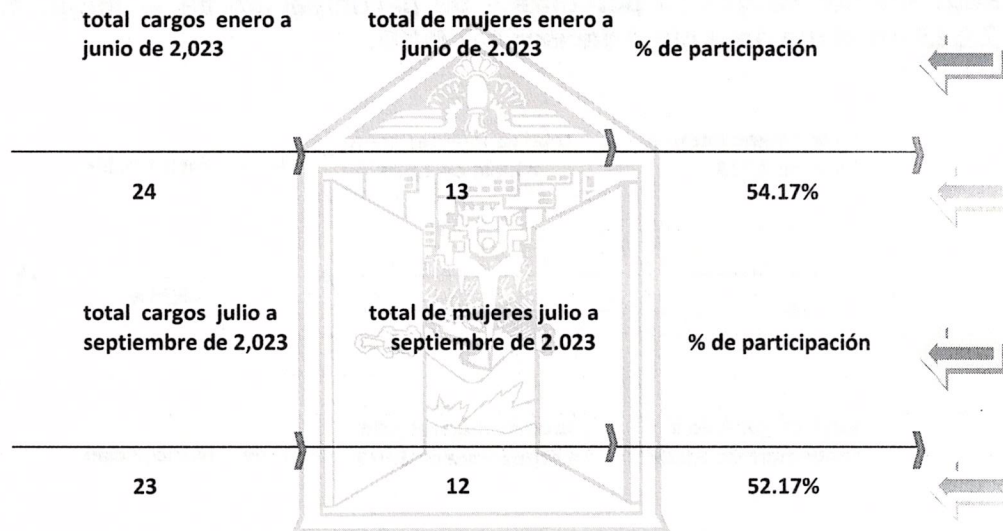 total cargos enero a
junio de 2,023
total de mujeres enero a
junio de 2.023
% de participación
24
13
54.17%
total cargos julio a
septiembre de 2,023
total de mujeres julio a
septiembre de 2.023
% de participación
23
12
52.17%